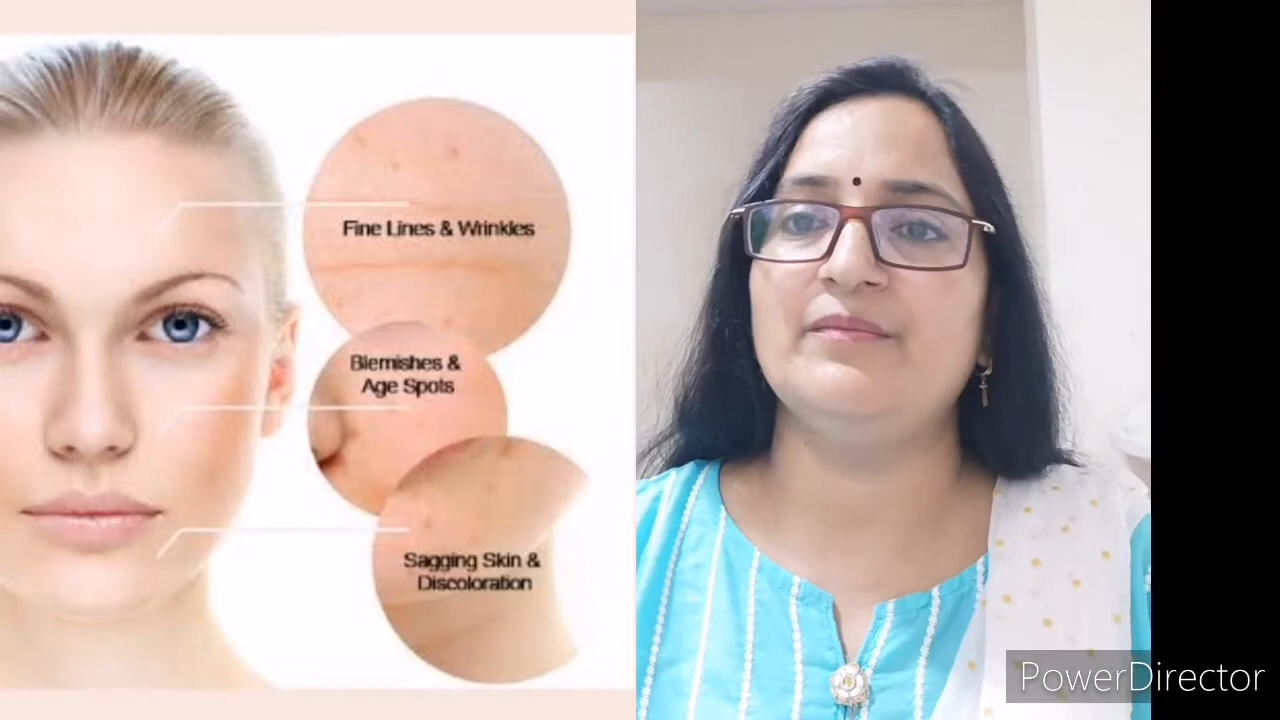 Fine Lines & Wrinkles
Blemishes &
Age Spots
Sagging Skin &
Discoloration
PowerDirector